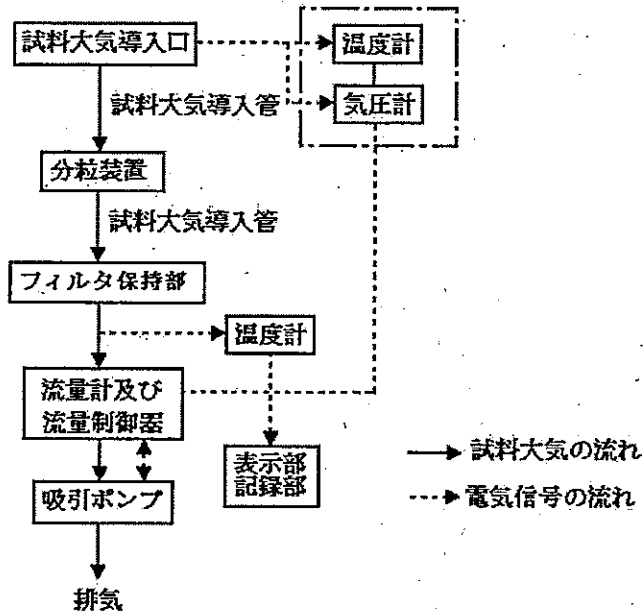 試料大気導入口
温度計
気圧計
試料大気導入管
分粒装置
試料大気導入管
フィルタ保持部
温度計
流量計及び
流量制御器
表示部
記録部
吸引ポンプ
排気
試料大気の流れ
電気信号の流れ